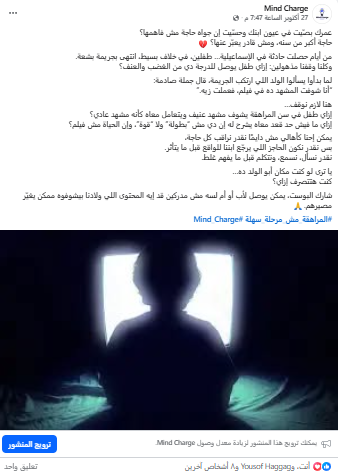 Mind Charge
27 أكتوبر الساعة 7:47 م ·
عمرك بصيت في عيون ابنك وحسيت إن جواه حاجة مش فاهمها؟
حاجة أكبر من سنه، ومش قادر يعبّر عنها؟ 💔
من أيام حصلت حادثة في الإسماعيلية... طفلين، في خلاف بسيط، انتهى بجريمة بشعة.
وكلنا وقفنا مذهولين: إزاي طفل يوصل للدرجة دي من الغضب والعنف؟
لما بدأوا يسألوا الولد اللي ارتكب الجريمة، قال جملة صادمة:
"أنا شوفت المشهد ده في فيلم، فعملت زيه."
هنا لازم نوقف...
إزاي طفل في سن المراهقة يشوف مشهد عنيف ويتعامل معاه كأنه مشهد عادي؟
إزاي ما فيش حد قعد معاه يشرح له إن دي مش "بطولة" ولا "قوة"، وإن الحياة مش فيلم؟
يمكن إحنا كأهالي مش دايمًا نقدر نراقب كل حاجة.
بس نقدر نكون الحاجز اللي يرجّع ابننا للواقع قبل ما يتأثر.
نقدر نسأل، نسمع، ونتكلم قبل ما يفهم غلط.
يا ترى لو كنت مكان أبو الولد ده...
كنت هتتصرف إزاي؟
شارك البوست، يمكن يوصل لأب أو أم لسه مش مدركين قد إيه المحتوى اللي ولادنا بيشوفوه ممكن يغيّر
مصيرهم. 🙏
#المراهقة مش مرحلة سهلة #Mind Charge
يمكنك ترويج هذا المنشور لزيادة معدل وصول Mind Charge.
ترويج المنشور
أنت، وYousof Haggag و٨ أشخاص آخرين
تعليق واحد